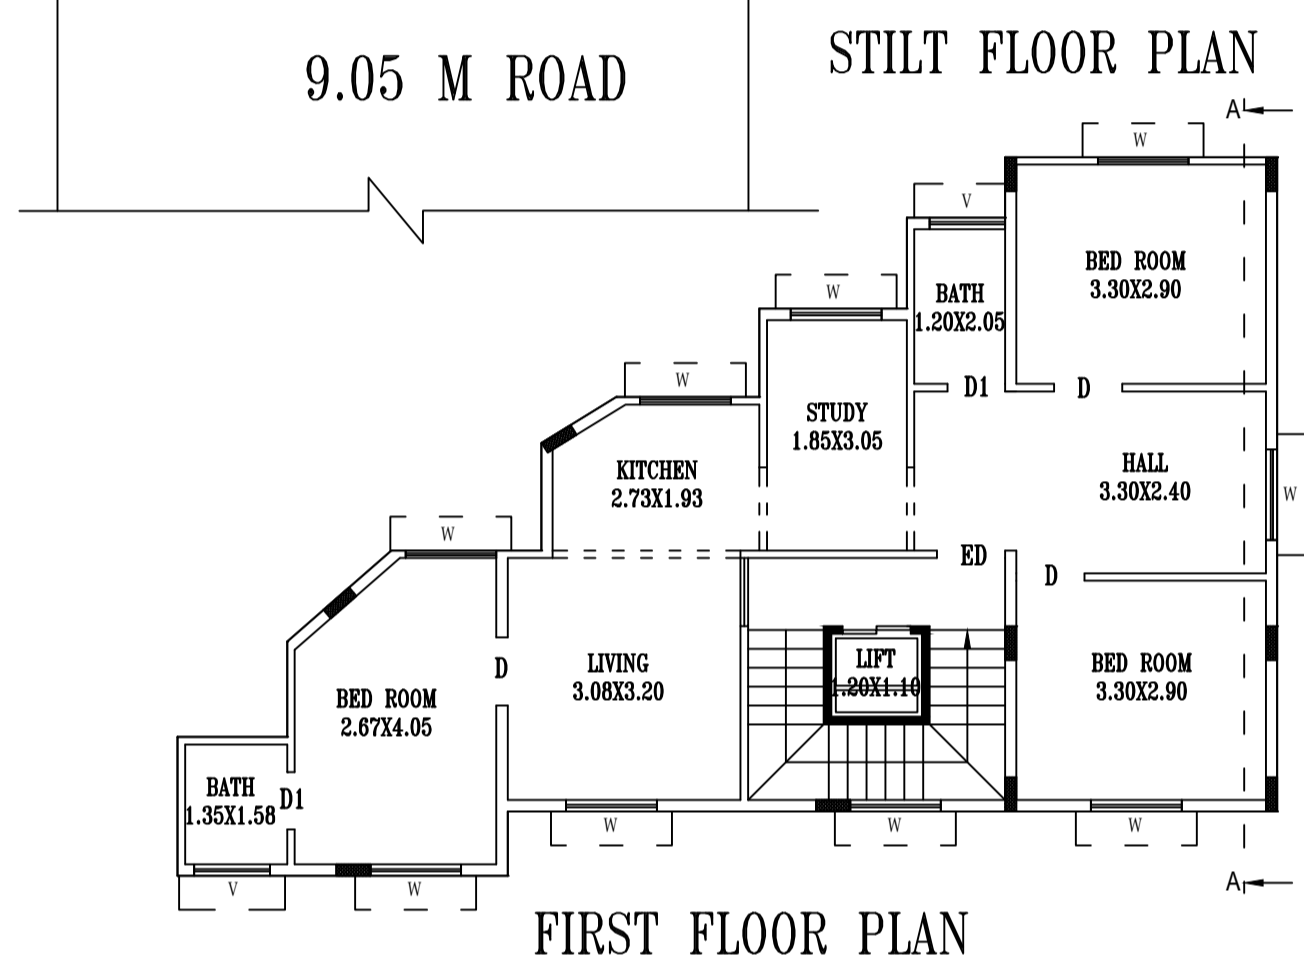 STILT FLOOR PLAN
9.05 M ROAD
A
W
V
BED ROOM
3.30X2.90
W
BATH
1.20X2.05
W
D1
D
STUDY
1.85X3.05
HALL
3.30X2.40
W
KITCHEN
2.73X1.93
W
ED
D
LIFT
1.20X1.10
BED ROOM
3.30X2.90
LIVING
3.08X3.20
D
BED ROOM
2.67X4.05
BATH
1.35X1.58
D1
W
W
W
V
W
A
FIRST FLOOR PLAN